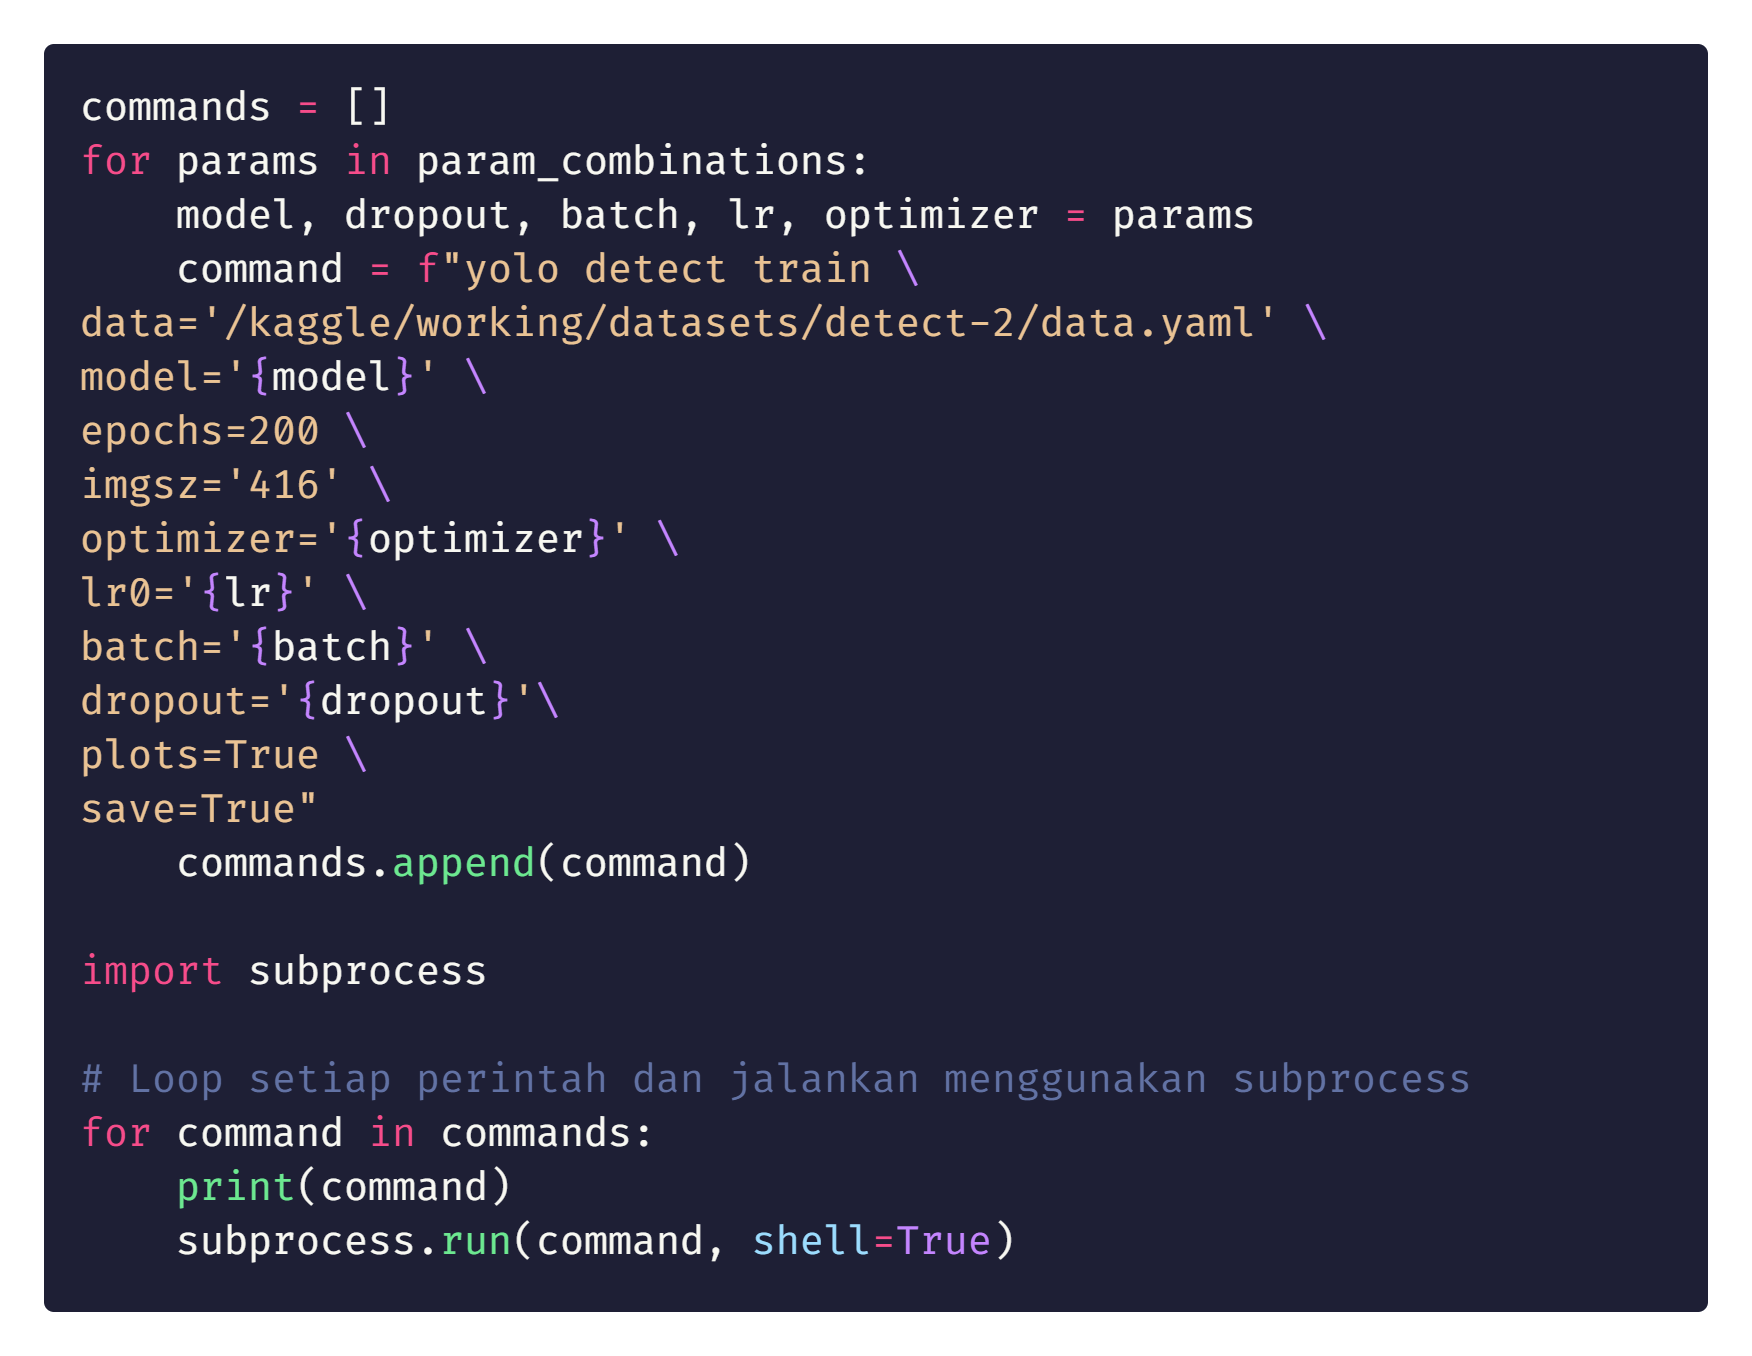 commands = []
for params in param_combinations:
    model, dropout, batch, lr, optimizer = params
    command = f"yolo detect train \
data='/kaggle/working/datasets/detect-2/data.yaml' \
model='{model}' \
epochs=200 \
imgsz='416' \
optimizer='{optimizer}' \
lr0='{lr}' \
batch='{batch}' \
dropout='{dropout}'\
plots=True \
save=True"
    commands.append(command)

import subprocess

# Loop setiap perintah dan jalankan menggunakan subprocess
for command in commands:
    print(command)
    subprocess.run(command, shell=True)